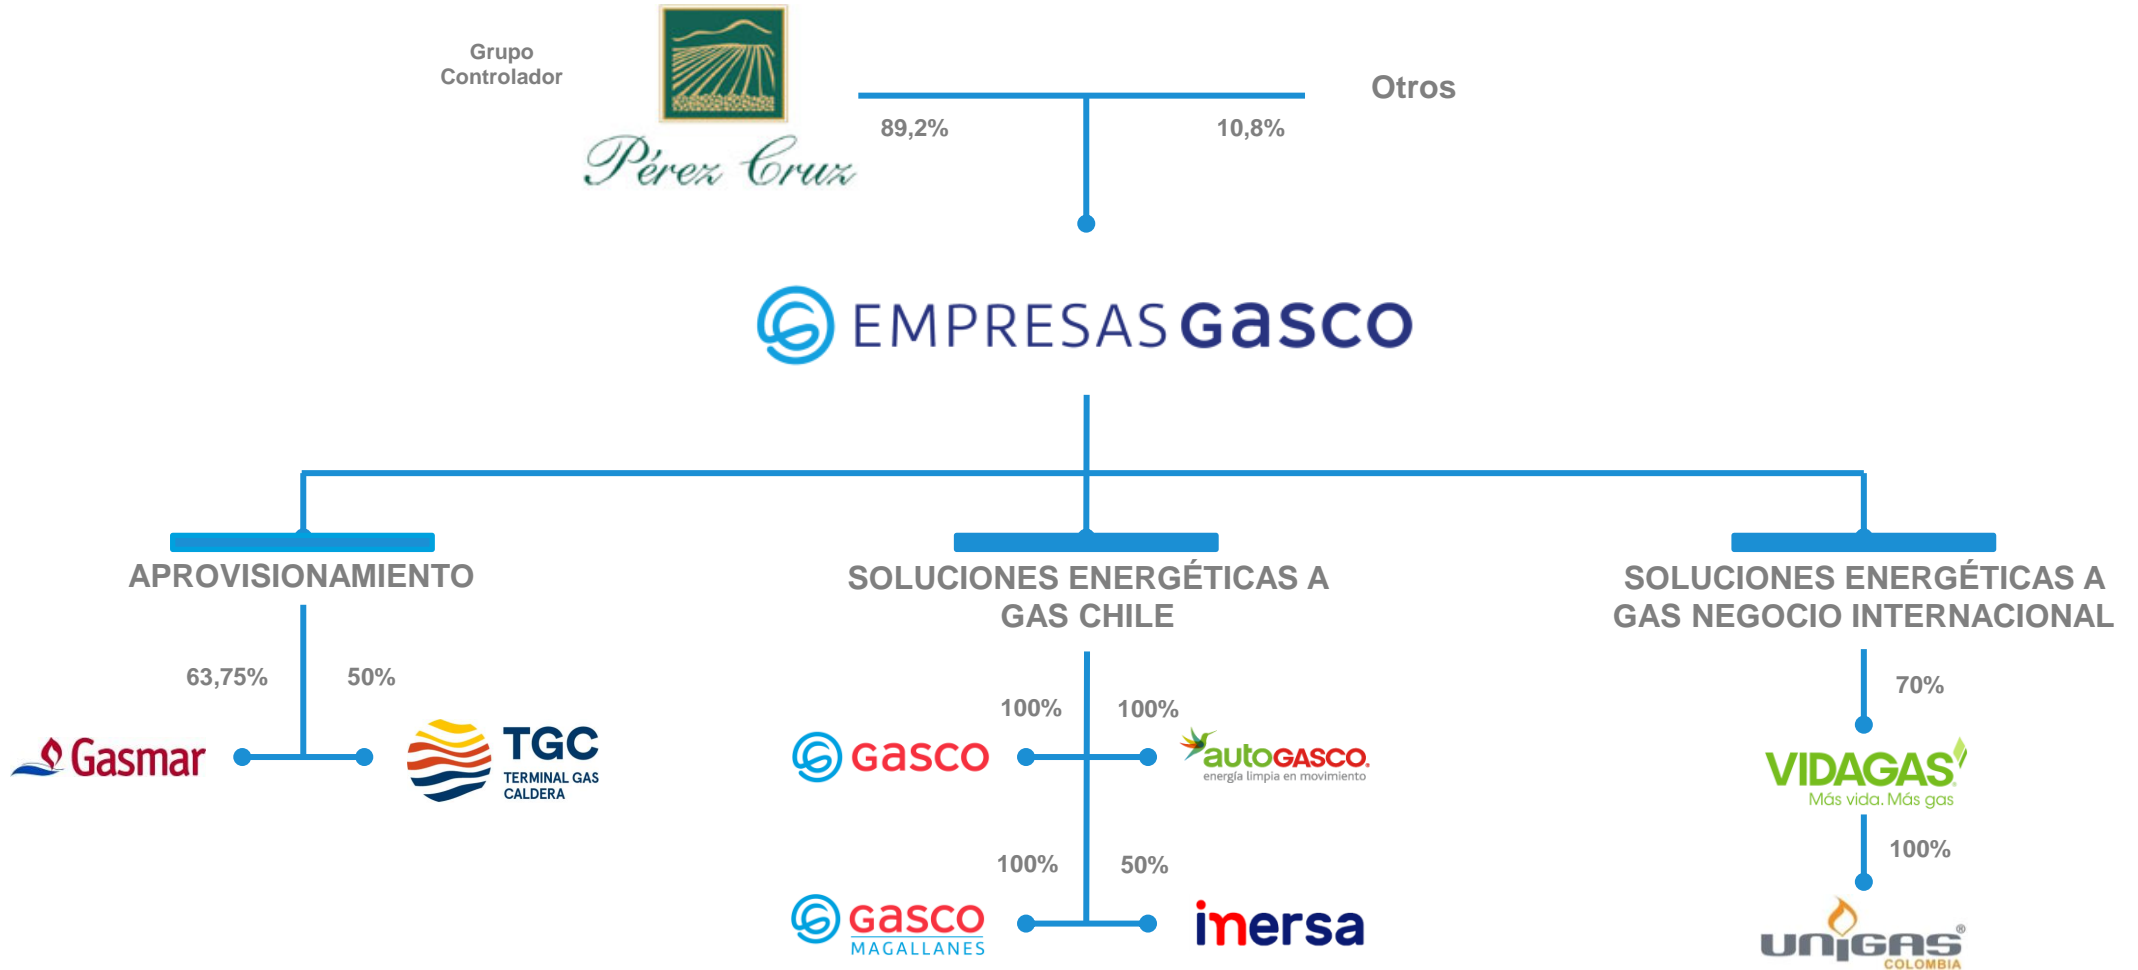 Grupo
Controlador
Pérez Cruz
Otros
89,2%
10,8%
EMPRESAS GASCO
APROVISIONAMIENTO
63,75%
50%
Gasmar
TGC
TERMINAL GAS
CALDERA
SOLUCIONES ENERGÉTICAS A
GAS CHILE
100%
100%
GASCO
autoGASCO.
energía limpia en movimiento
100%
50%
GASCO
MAGALLANES
imersa
SOLUCIONES ENERGÉTICAS A
GAS NEGOCIO INTERNACIONAL
70%
VIDAGAS
Más vida. Más gas
100%
UNIGAS®
COLOMBIA